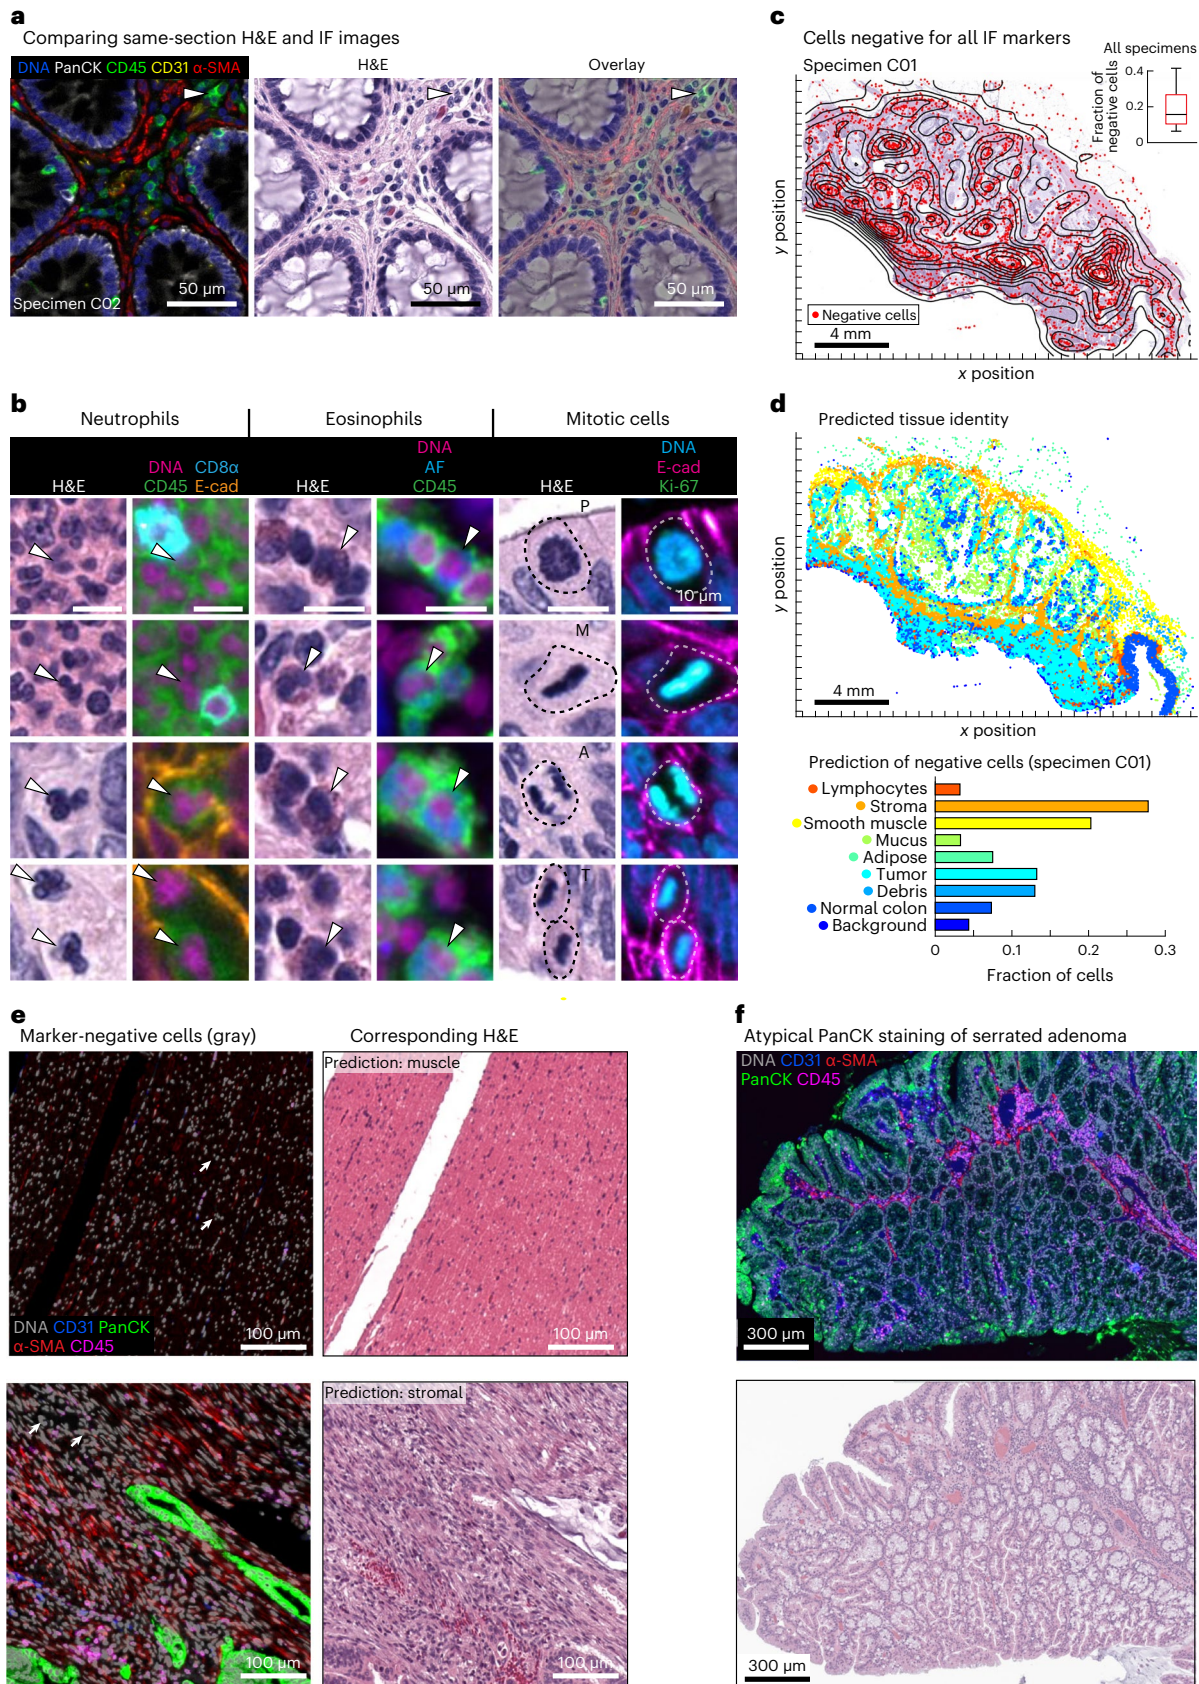 a
Comparing same-section H&E and IF images
DNA PanCK CD45 CD31 α-SMA
H&E
Overlay
Specimen C02
50 µm
50 µm
50 µm
b
Neutrophils
Eosinophils
Mitotic cells
H&E
DNA CD8α
CD45 E-cad
H&E
DNA
AF
CD45
H&E
DNA
E-cad
Ki-67
P
10 µm
M
A
T
c
Cells negative for all IF markers
Specimen C01
All specimens
Fraction of
negative cells
0.4
0.2
0
y position
Negative cells
4 mm
x position
d
Predicted tissue identity
y position
4 mm
x position
Prediction of negative cells (specimen C01)
Lymphocytes
Stroma
Smooth muscle
Mucus
Adipose
Tumor
Debris
Normal colon
Background
0 0.1 0.2 0.3
Fraction of cells
e
Marker-negative cells (gray)
Corresponding H&E
Prediction: muscle
DNA CD31 PanCK
α-SMA CD45
100 µm
100 µm
Prediction: stromal
100 µm
100 µm
f
Atypical PanCK staining of serrated adenoma
DNA CD31 α-SMA
PanCK CD45
300 µm
300 µm